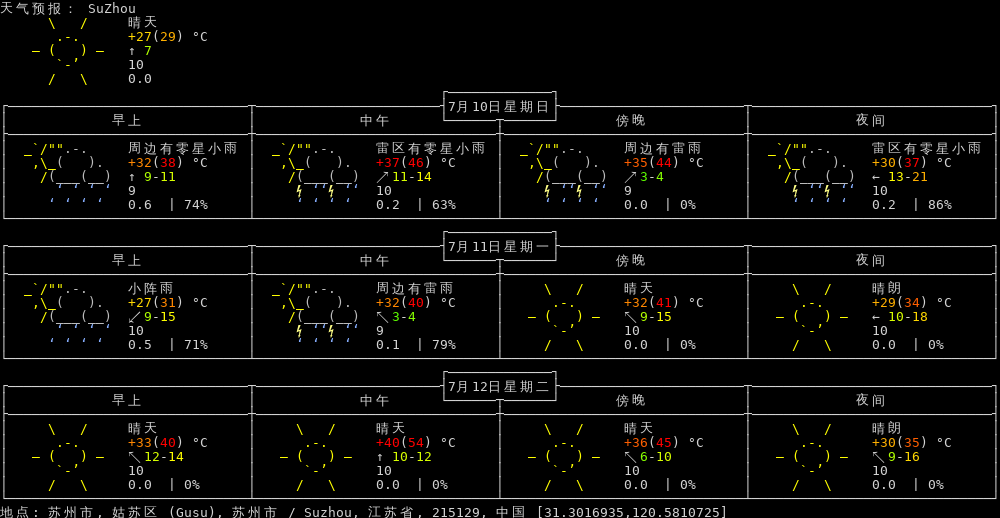 天气预报: SuZhou
晴天
+27(29) °C
↑ 7
10
0.0
7月10日星期日
早上 中午 傍晚 夜间
周边有零星小雨 雷区有零星小雨 周边有雷雨 雷区有零星小雨
+32(38) °C +37(46) °C +35(44) °C +30(37) °C
↑ 9-11 ↗ 11-14 ↗ 3-4 ← 13-21
9 10 9 10
0.6 | 74% 0.2 | 63% 0.0 | 0% 0.2 | 86%
7月11日星期一
早上 中午 傍晚 夜间
小阵雨 周边有雷雨 晴天 晴朗
+27(31) °C +32(40) °C +32(41) °C +29(34) °C
↙ 9-15 ↖ 3-4 ↖ 9-15 ← 10-18
10 9 10 10
0.5 | 71% 0.1 | 79% 0.0 | 0% 0.0 | 0%
7月12日星期二
早上 中午 傍晚 夜间
晴天 晴天 晴天 晴朗
+33(40) °C +40(54) °C +36(45) °C +30(35) °C
↖ 12-14 ↑ 10-12 ↖ 6-10 ↖ 9-16
10 10 10 10
0.0 | 0% 0.0 | 0% 0.0 | 0% 0.0 | 0%
地点: 苏州市, 姑苏区 (Gusu), 苏州市 / Suzhou, 江苏省, 215129, 中国 [31.3016935,120.5810725]